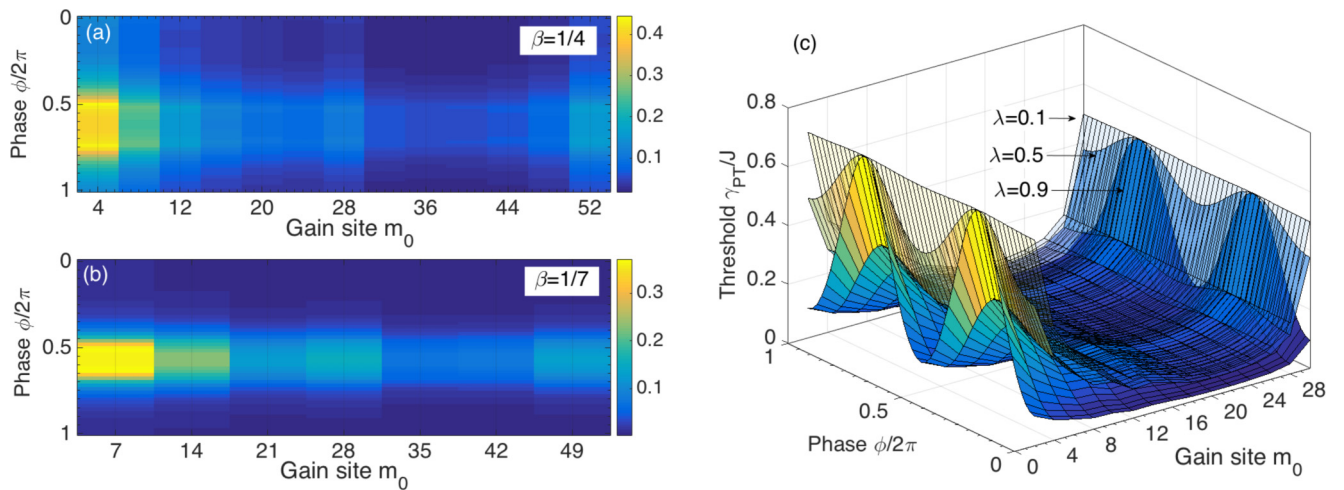 (a)
β=1/4
Phase ϕ/2π
0
0.5
1
4 12 20 28 36 44 52
Gain site m₀
0.4
0.3
0.2
0.1
(b)
β=1/7
Phase ϕ/2π
0
0.5
1
7 14 21 28 35 42 49
Gain site m₀
0.3
0.2
0.1
(c)
Threshold γ_PT/J
0.8
0.6
0.4
0.2
0
λ=0.1
λ=0.5
λ=0.9
1
0.5
0
Phase ϕ/2π
0 4 8 12 16 20 24 28
Gain site m₀